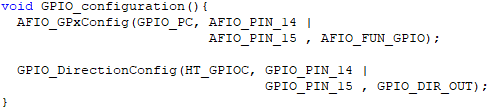 void GPIO_configuration(){
AFIO_GPxConfig(GPIO_PC, AFIO_PIN_14 |
AFIO_PIN_15 , AFIO_FUN_GPIO);
GPIO_DirectionConfig(HT_GPIOC, GPIO_PIN_14 |
GPIO_PIN_15 , GPIO_DIR_OUT);
}